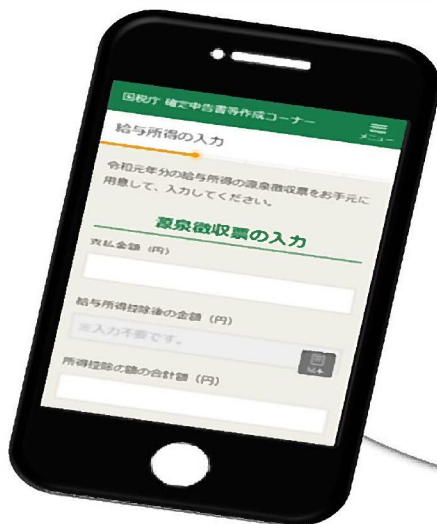 国税庁 確定申告書等作成コーナー
メニュー
給与所得の入力
令和元年分の給与所得の源泉徴収票をお手元に
用意して、入力してください。
源泉徴収票の入力
支払金額（円）
給与所得控除後の金額（円）
※入力不要です。
所得控除の額の合計額（円）